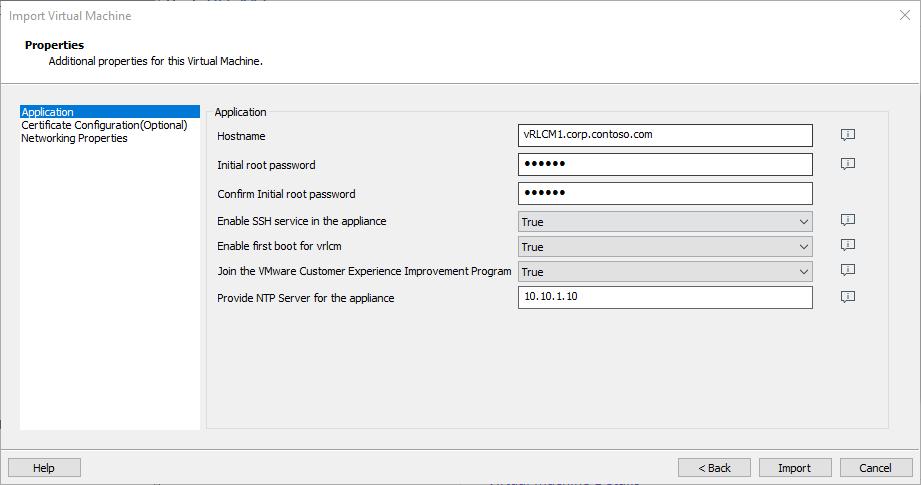 Import Virtual Machine
Properties
Additional properties for this Virtual Machine.
Application
Certificate Configuration(Optional)
Networking Properties
Application
Hostname
vRLCM1.corp.contoso.com
Initial root password
••••••
Confirm Initial root password
••••••
Enable SSH service in the appliance
True
Enable first boot for vrlcm
True
Join the VMware Customer Experience Improvement Program
True
Provide NTP Server for the appliance
10.10.1.10
Help
< Back
Import
Cancel